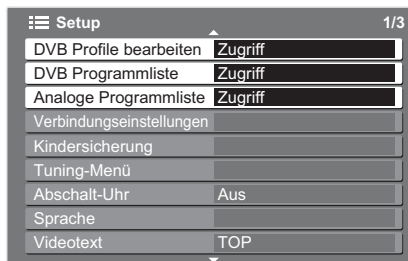 Setup 1/3
DVB Profile bearbeiten Zugriff
DVB Programmliste Zugriff
Analoge Programmliste Zugriff
Verbindungseinstellungen
Kindersicherung
Tuning-Menü
Abschalt-Uhr Aus
Sprache
Videotext TOP